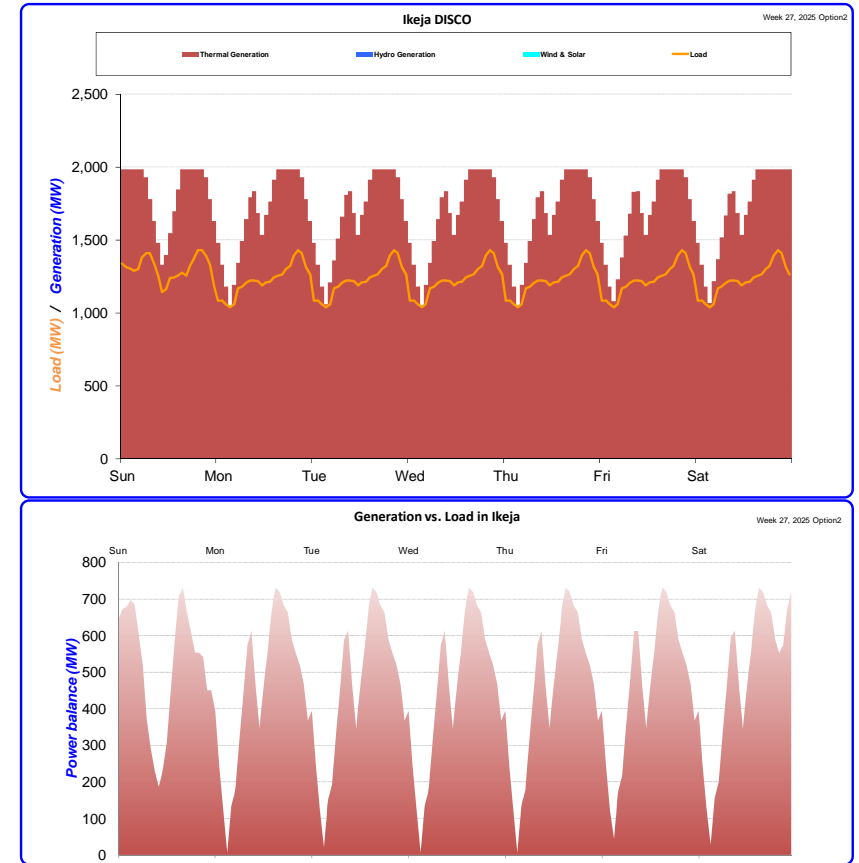 Ikeja DISCO
Week 27, 2025 Option2
Thermal Generation Hydro Generation Wind & Solar Load
Load (MW) / Generation (MW)
2,500
2,000
1,500
1,000
500
0
Sun Mon Tue Wed Thu Fri Sat
Generation vs. Load in Ikeja
Week 27, 2025 Option2
Sun Mon Tue Wed Thu Fri Sat
Power balance (MW)
800
700
600
500
400
300
200
100
0